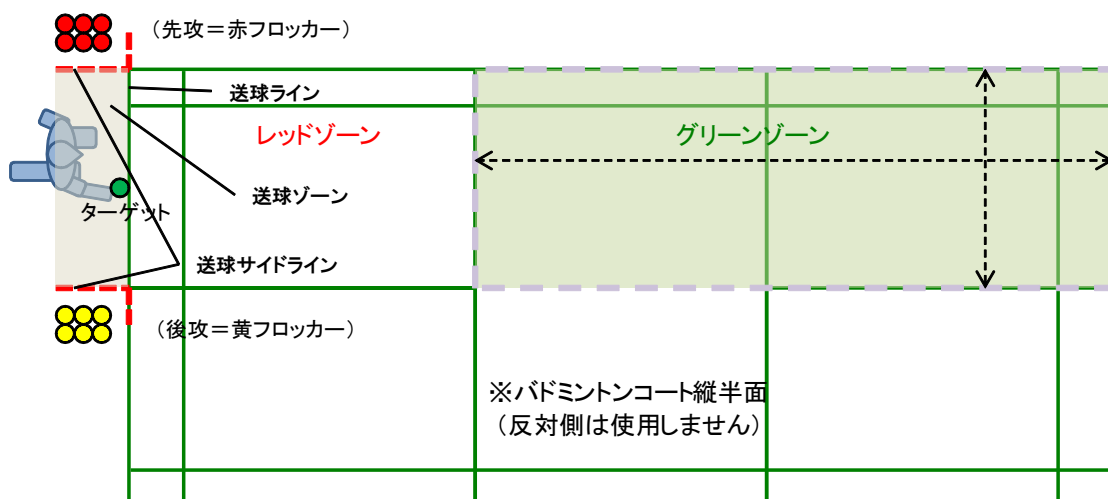 （先攻＝赤フロッカー）
送球ライン
レッドゾーン
グリーンゾーン
送球ゾーン
ターゲット
送球サイドライン
（後攻＝黄フロッカー）
※バドミントンコート縦半面
（反対側は使用しません）